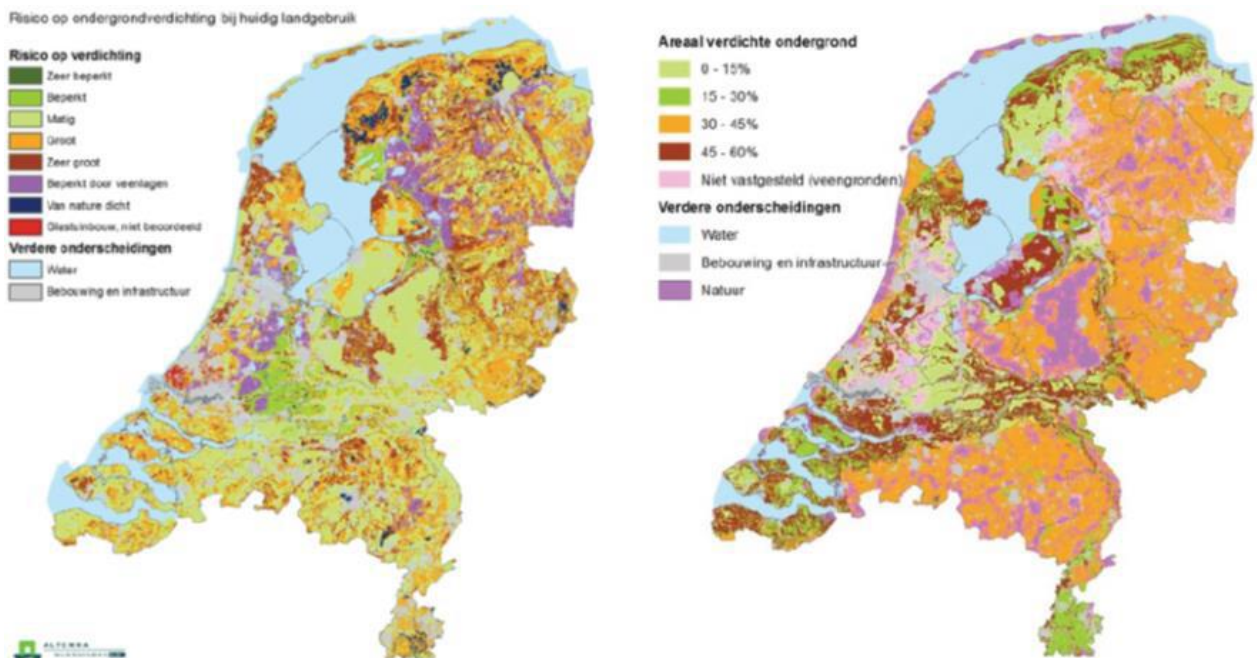 Risico op ondergrondverdichting bij huidig landgebruik
Risico op verdichting
Zeer beperkt
Beperkt
Matig
Groot
Zeer groot
Beperkt door veenlagen
Van nature dicht
Glastuinbouw, niet beoordeeld
Verdere onderscheidingen
Water
Bebouwing en infrastructuur
ALTERRA
Areaal verdichte ondergrond
0 - 15%
15 - 30%
30 - 45%
45 - 60%
Niet vastgesteld (veengronden)
Verdere onderscheidingen
Water
Bebouwing en infrastructuur
Natuur